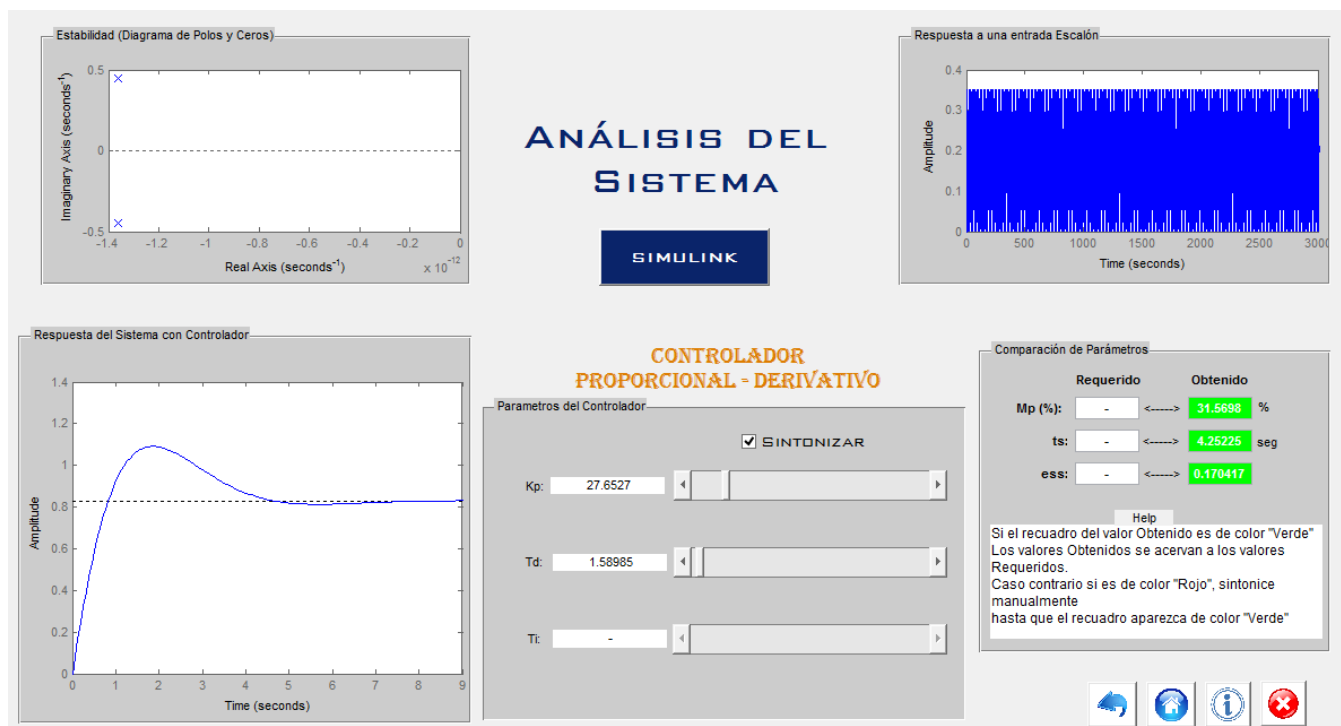 Estabilidad (Diagrama de Polos y Ceros)
Imaginary Axis (seconds⁻¹)
0.5
0
-0.5
-1.4 -1.2 -1 -0.8 -0.6 -0.4 -0.2 0
Real Axis (seconds⁻¹)
x 10⁻¹²
Análisis del
Sistema
SIMULINK
Respuesta a una entrada Escalón
Amplitude
0.4
0.3
0.2
0.1
0
0 500 1000 1500 2000 2500 3000
Time (seconds)
Respuesta del Sistema con Controlador
Amplitude
1.4
1.2
1
0.8
0.6
0.4
0.2
0
0 1 2 3 4 5 6 7 8 9
Time (seconds)
CONTROLADOR
PROPORCIONAL - DERIVATIVO
Parametros del Controlador
SINTONIZAR
Kp: 27.6527
Td: 1.58985
Ti: -
Comparación de Parámetros
Requerido Obtenido
Mp (%): - <-----> 31.5698 %
ts: - <-----> 4.25225 seg
ess: - <-----> 0.170417
Help
Si el recuadro del valor Obtenido es de color "Verde"
Los valores Obtenidos se acervan a los valores
Requeridos.
Caso contrario si es de color "Rojo", sintonice
manualmente
hasta que el recuadro aparezca de color "Verde"